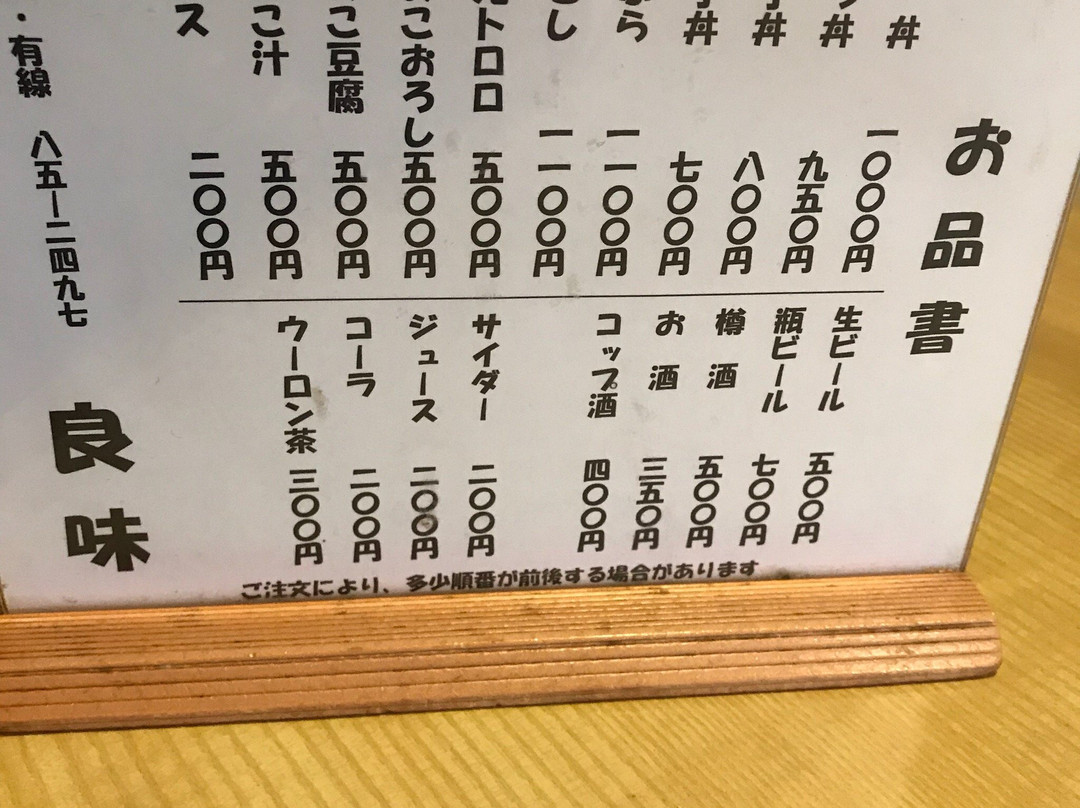 お品書
丼 一〇〇〇円
丼 九五〇円
丼 八〇〇円
丼 七〇〇円
ら 一一〇〇円
し 一一〇〇円
トロロ 五〇〇円
こおろし 五〇〇円
こ豆腐 五〇〇円
こ汁 五〇〇円
ス 二〇〇円
生ビール 五〇〇円
瓶ビール 七〇〇円
樽酒 五〇〇円
お酒 三五〇円
コップ酒 四〇〇円
サイダー 二〇〇円
ジュース 二〇〇円
コーラ 二〇〇円
ウーロン茶 三〇〇円
ご注文により、多少順番が前後する場合があります
良味
・有線 八五ー二四九七